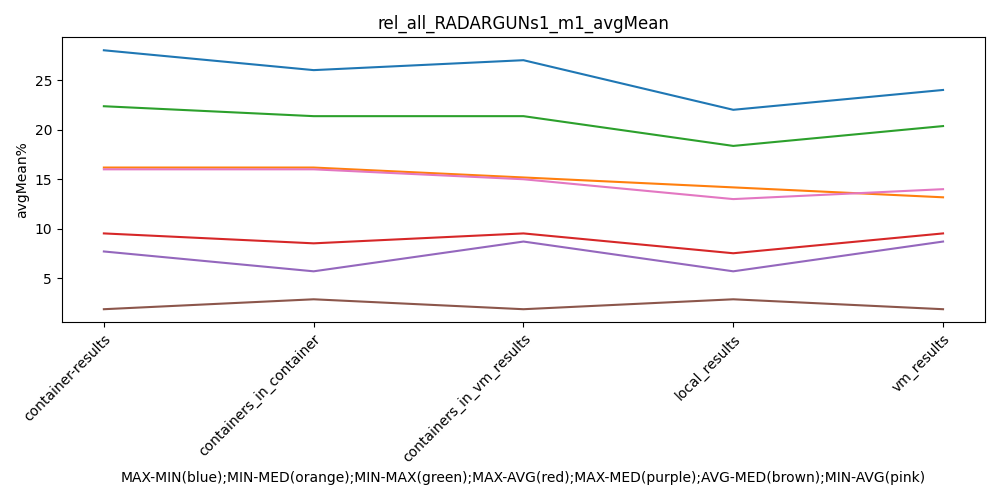 rel_all_RADARGUNs1_m1_avgMean
avgMean%
25
20
15
10
5
container-results
containers_in_container
containers_in_vm_results
local_results
vm_results
MAX-MIN(blue);MIN-MED(orange);MIN-MAX(green);MAX-AVG(red);MAX-MED(purple);AVG-MED(brown);MIN-AVG(pink)